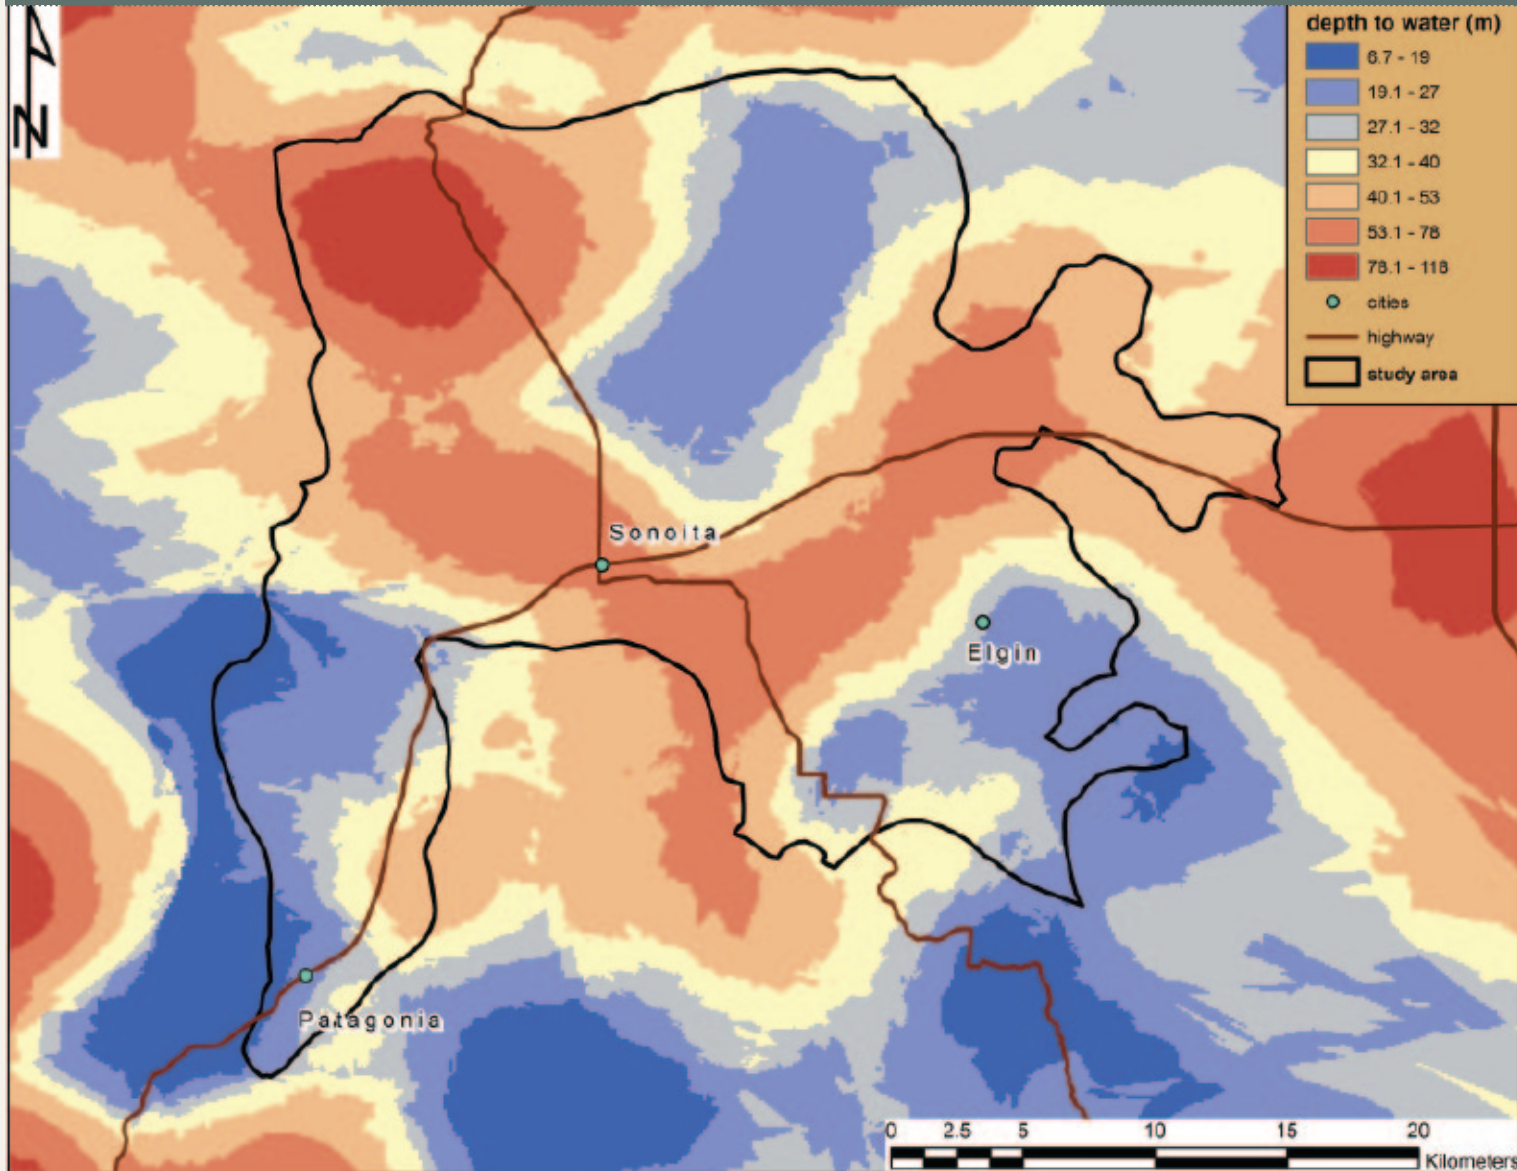 N
depth to water (m)
6.7 - 19
19.1 - 27
27.1 - 32
32.1 - 40
40.1 - 53
53.1 - 78
78.1 - 118
cities
highway
study area
Sonoita
Elgin
Patagonia
0 2.5 5 10 15 20
Kilometers